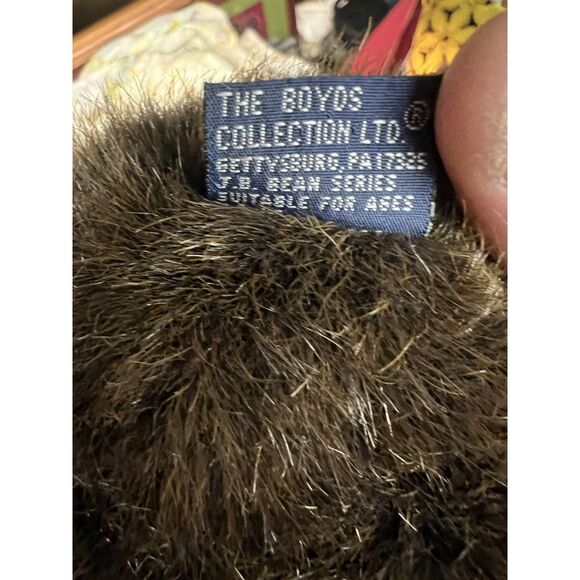 THE BOYDS
COLLECTION LTD.®
GETTYSBURG, PA 17325
J.B. BEAN SERIES
SUITABLE FOR AGES